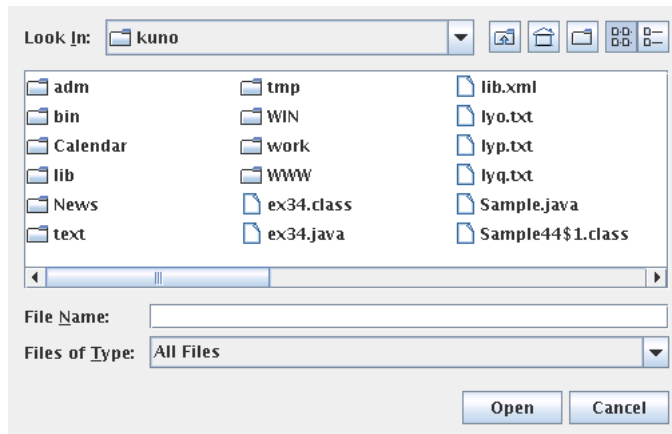 Look In: kuno
adm tmp lib.xml
bin WIN lyo.txt
Calendar work lyp.txt
lib WWW lyq.txt
News ex34.class Sample.java
text ex34.java Sample44$1.class
File Name:
Files of Type: All Files
Open Cancel